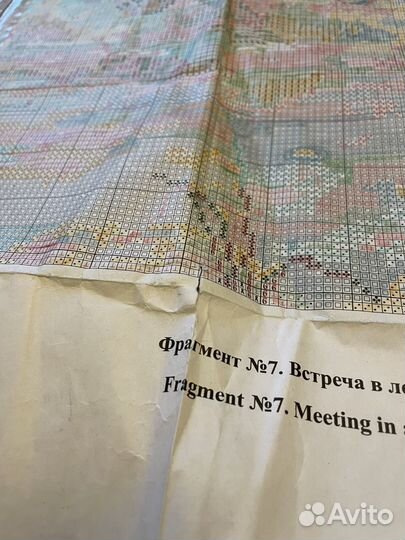 Фрагмент №7. Встреча в
Fragment №7. Meeting in
Avito